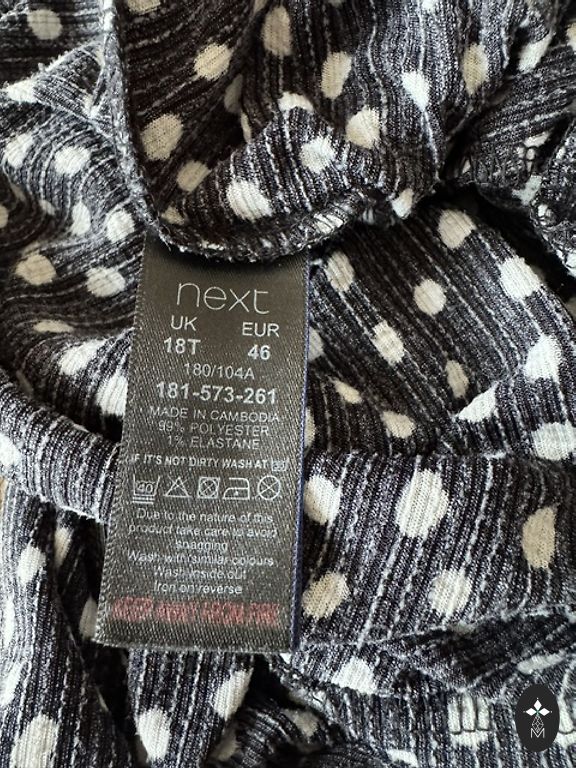 next
UK EUR
18T 46
180/104A
181-573-261
MADE IN CAMBODIA
99% POLYESTER
1% ELASTANE
IF IT'S NOT DIRTY WASH AT 30
40
Due to the nature of this
product take care to avoid
snagging
Wash with similar colours
Wash inside out
Iron on reverse
KEEP AWAY FROM FIRE
M